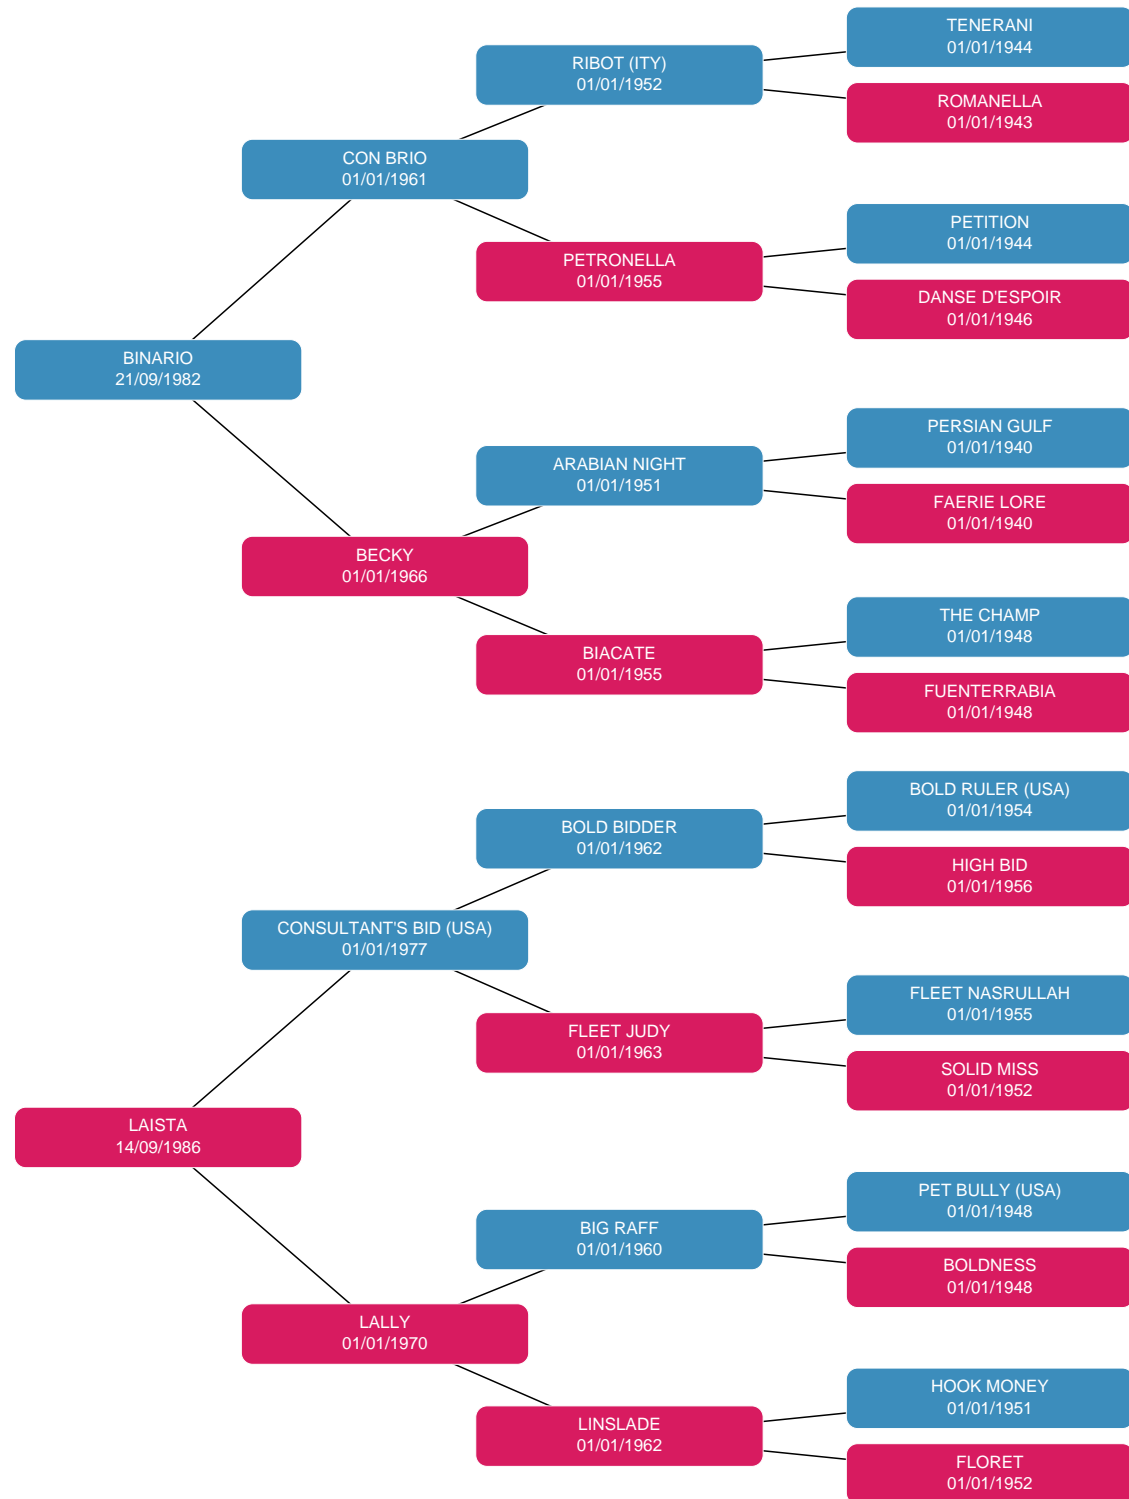 TENERANI
01/01/1944
RIBOT (ITY)
01/01/1952
ROMANELLA
01/01/1943
CON BRIO
01/01/1961
PETITION
01/01/1944
PETRONELLA
01/01/1955
DANSE D'ESPOIR
01/01/1946
BINARIO
21/09/1982
PERSIAN GULF
01/01/1940
ARABIAN NIGHT
01/01/1951
FAERIE LORE
01/01/1940
BECKY
01/01/1966
THE CHAMP
01/01/1948
BIACATE
01/01/1955
FUENTERRABIA
01/01/1948
BOLD RULER (USA)
01/01/1954
BOLD BIDDER
01/01/1962
HIGH BID
01/01/1956
CONSULTANT'S BID (USA)
01/01/1977
FLEET NASRULLAH
01/01/1955
FLEET JUDY
01/01/1963
SOLID MISS
01/01/1952
LAISTA
14/09/1986
PET BULLY (USA)
01/01/1948
BIG RAFF
01/01/1960
BOLDNESS
01/01/1948
LALLY
01/01/1970
HOOK MONEY
01/01/1951
LINSLADE
01/01/1962
FLORET
01/01/1952